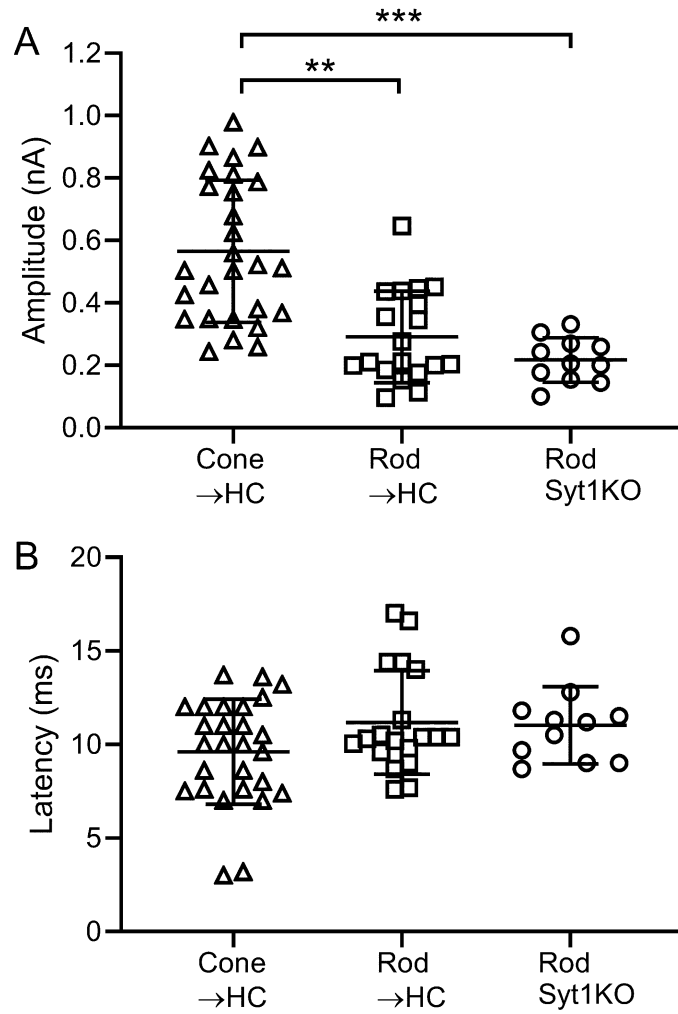 A
***
**
1.2
1.0
0.8
0.6
0.4
0.2
0.0
Amplitude (nA)
Cone
→HC
Rod
→HC
Rod
Syt1KO
B
20
15
10
5
0
Latency (ms)
Cone
→HC
Rod
→HC
Rod
Syt1KO